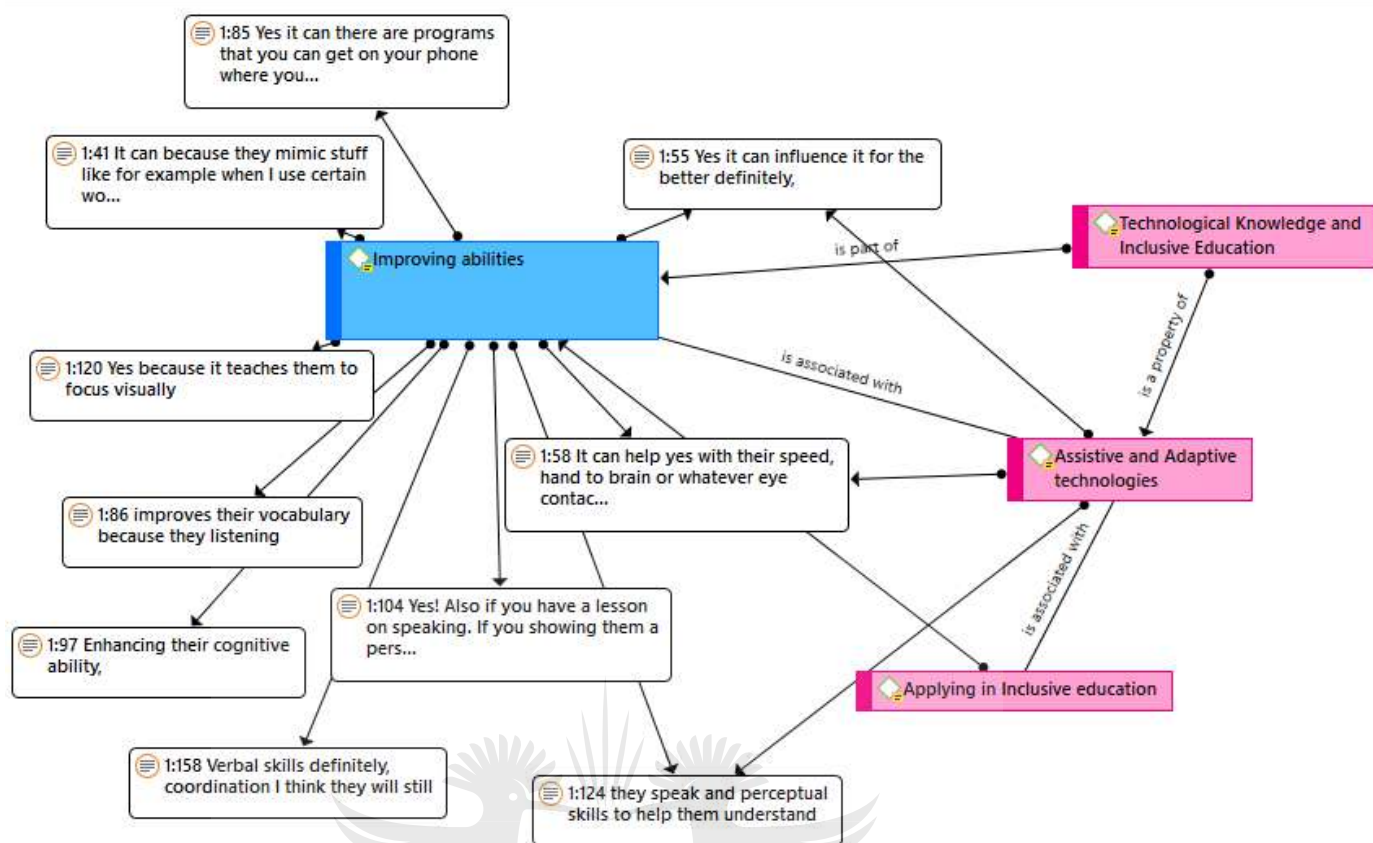 1:85 Yes it can there are programs
that you can get on your phone
where you...
1:41 It can because they mimic stuff
like for example when I use certain
wo...
1:55 Yes it can influence it for the
better definitely,
Technological Knowledge and
Inclusive Education
is part of
Improving abilities
is a property of
1:120 Yes because it teaches them to
focus visually
is associated with
1:58 It can help yes with their speed,
hand to brain or whatever eye
contac...
Assistive and Adaptive
technologies
1:86 improves their vocabulary
because they listening
is associated with
1:104 Yes! Also if you have a lesson
on speaking. If you showing them a
pers...
1:97 Enhancing their cognitive
ability,
Applying in Inclusive education
1:158 Verbal skills definitely,
coordination I think they will still
1:124 they speak and perceptual
skills to help them understand